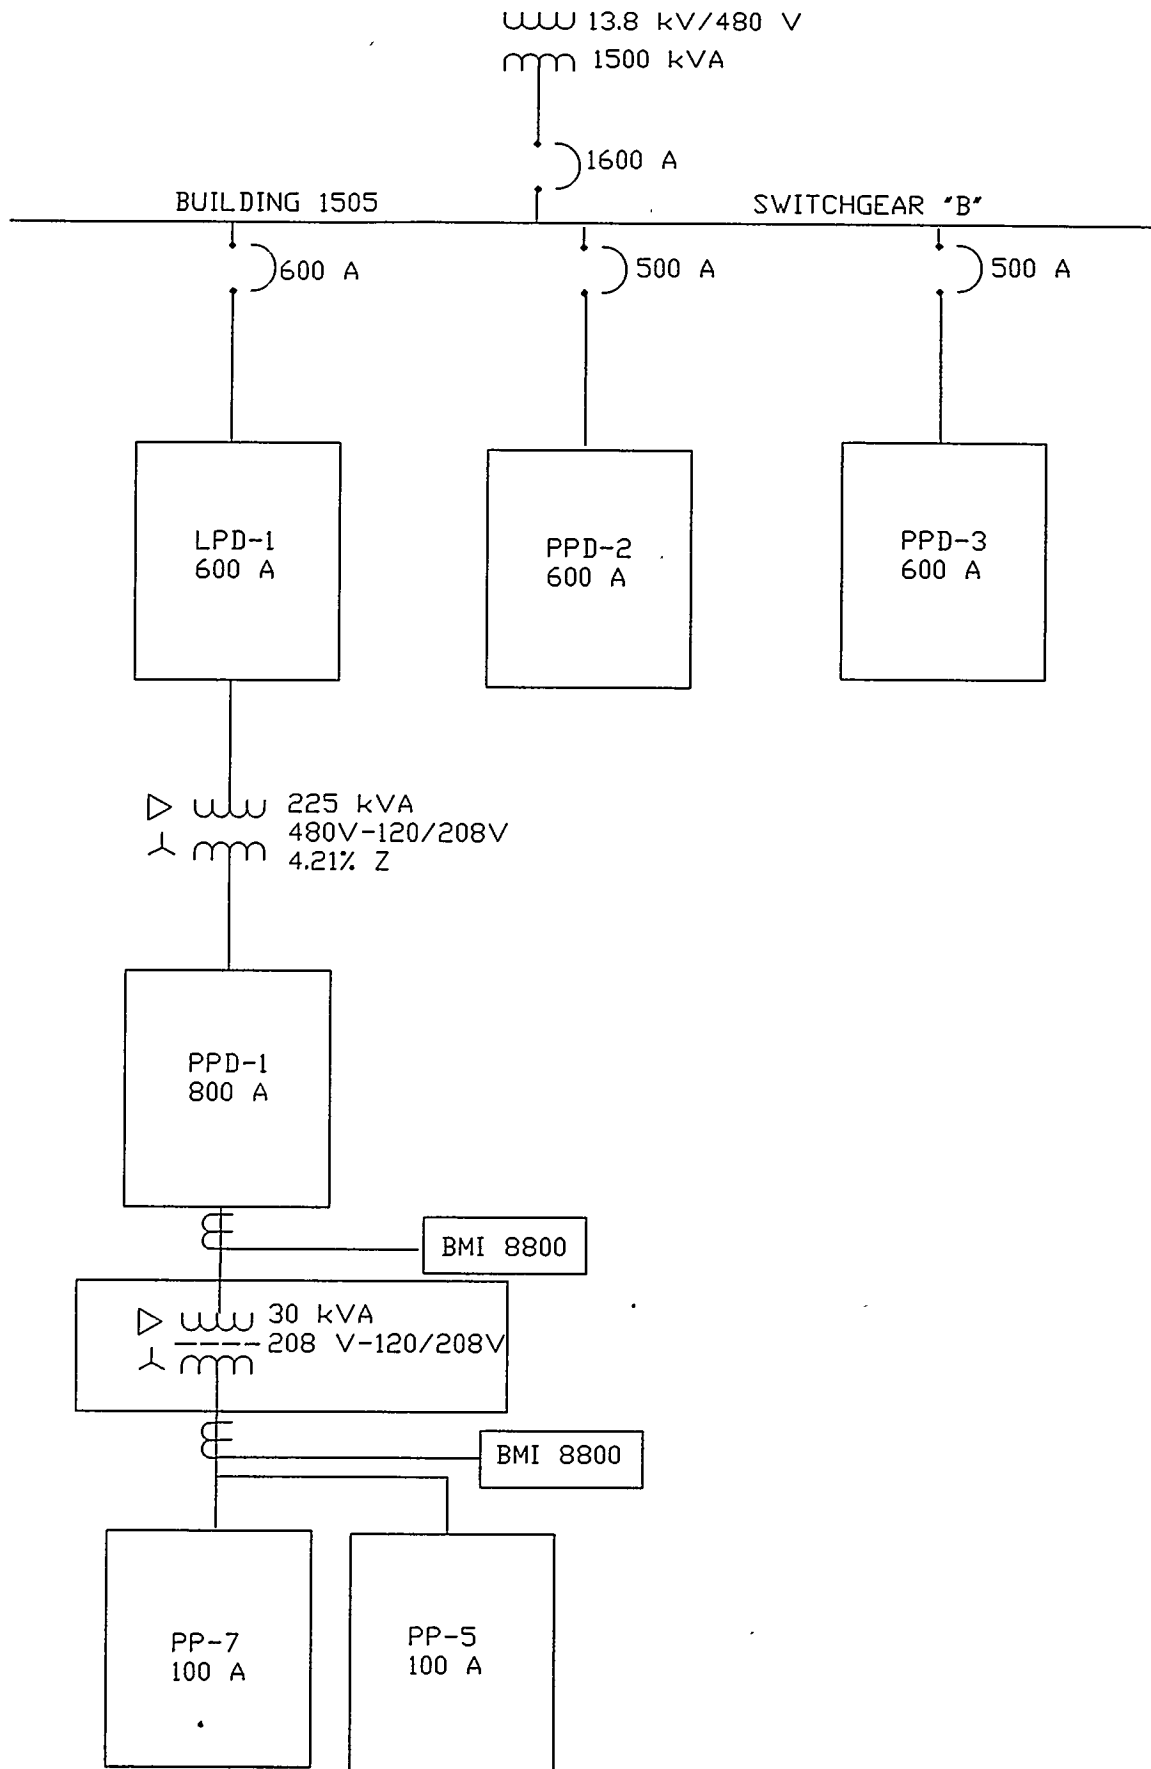 13.8 kV/480 V
1500 kVA
1600 A
BUILDING 1505
SWITCHGEAR "B"
600 A
500 A
500 A
LPD-1
600 A
PPD-2
600 A
PPD-3
600 A
225 kVA
480V-120/208V
4.21% Z
PPD-1
800 A
BMI 8800
30 kVA
208 V-120/208V
BMI 8800
PP-7
100 A
PP-5
100 A